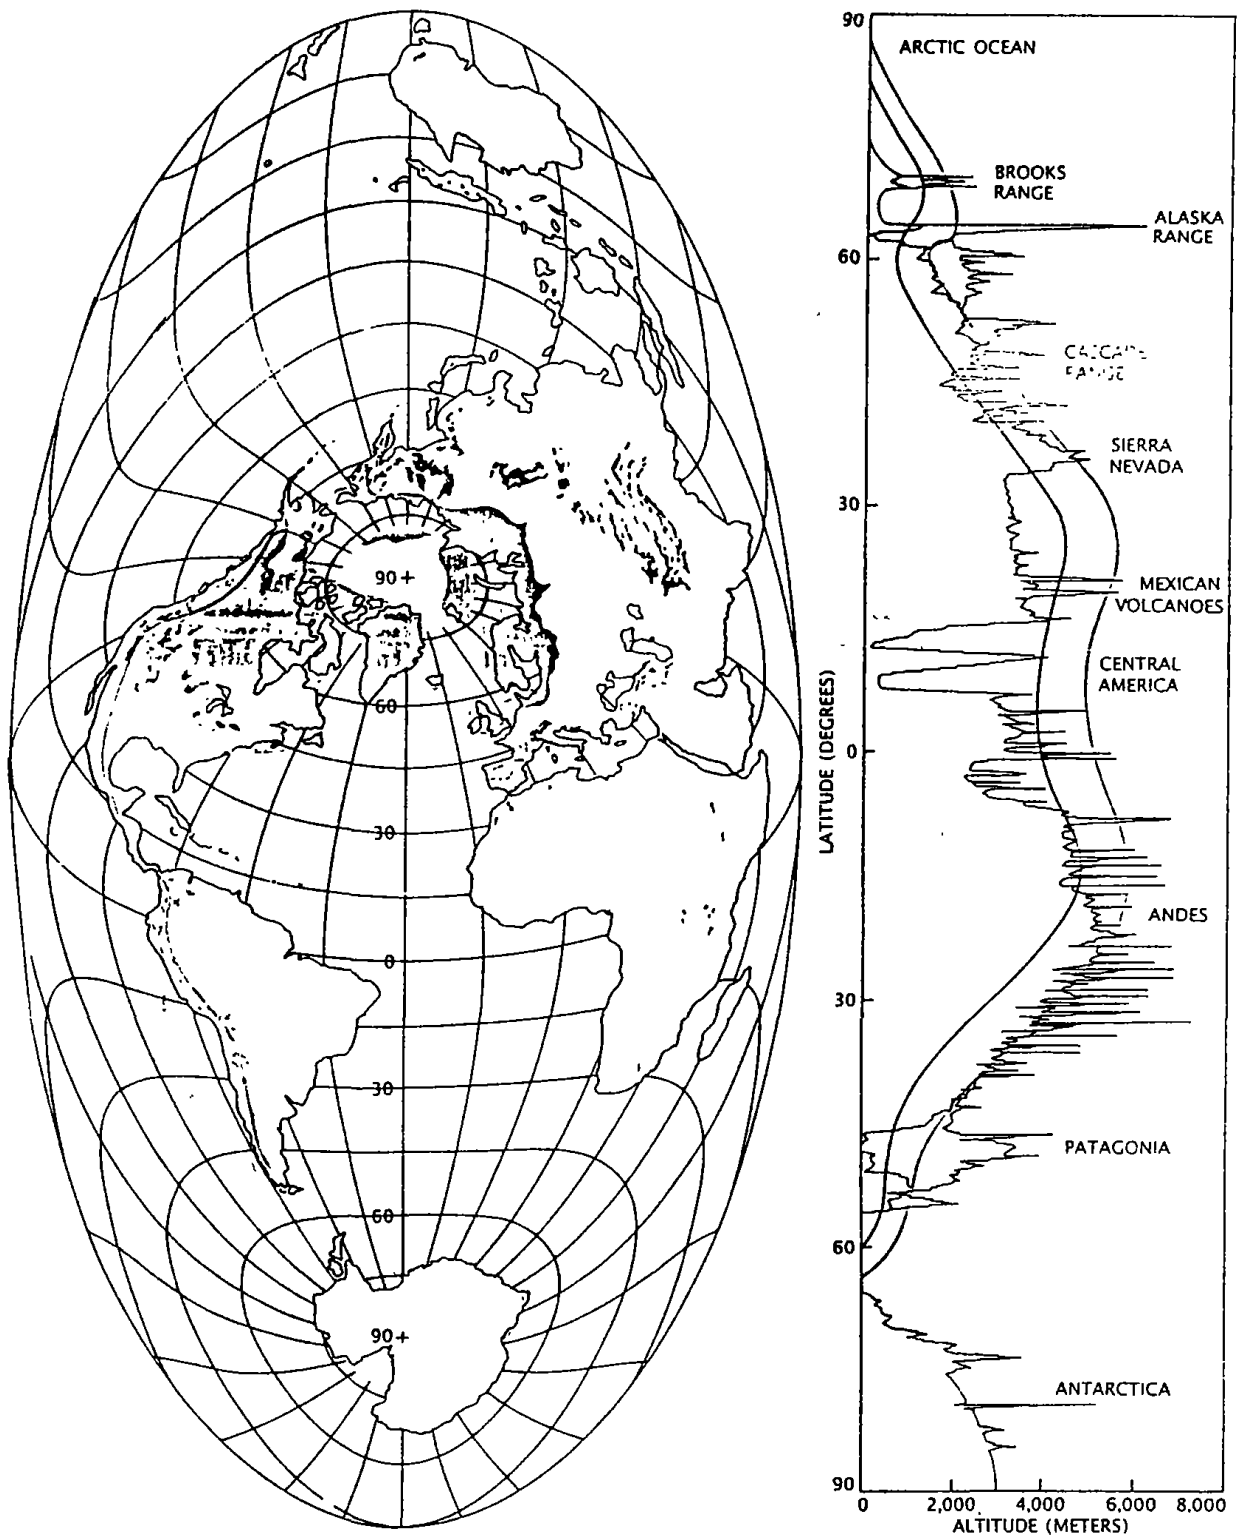 90
ARCTIC OCEAN
BROOKS
RANGE
ALASKA
RANGE
60
CASCADE
RANGE
SIERRA
NEVADA
30
MEXICAN
VOLCANOES
CENTRAL
AMERICA
0
ANDES
30
PATAGONIA
60
ANTARCTICA
90
LATITUDE (DEGREES)
0 2,000 4,000 6,000 8,000
ALTITUDE (METERS)
90+
60
30
0
30
60
90+